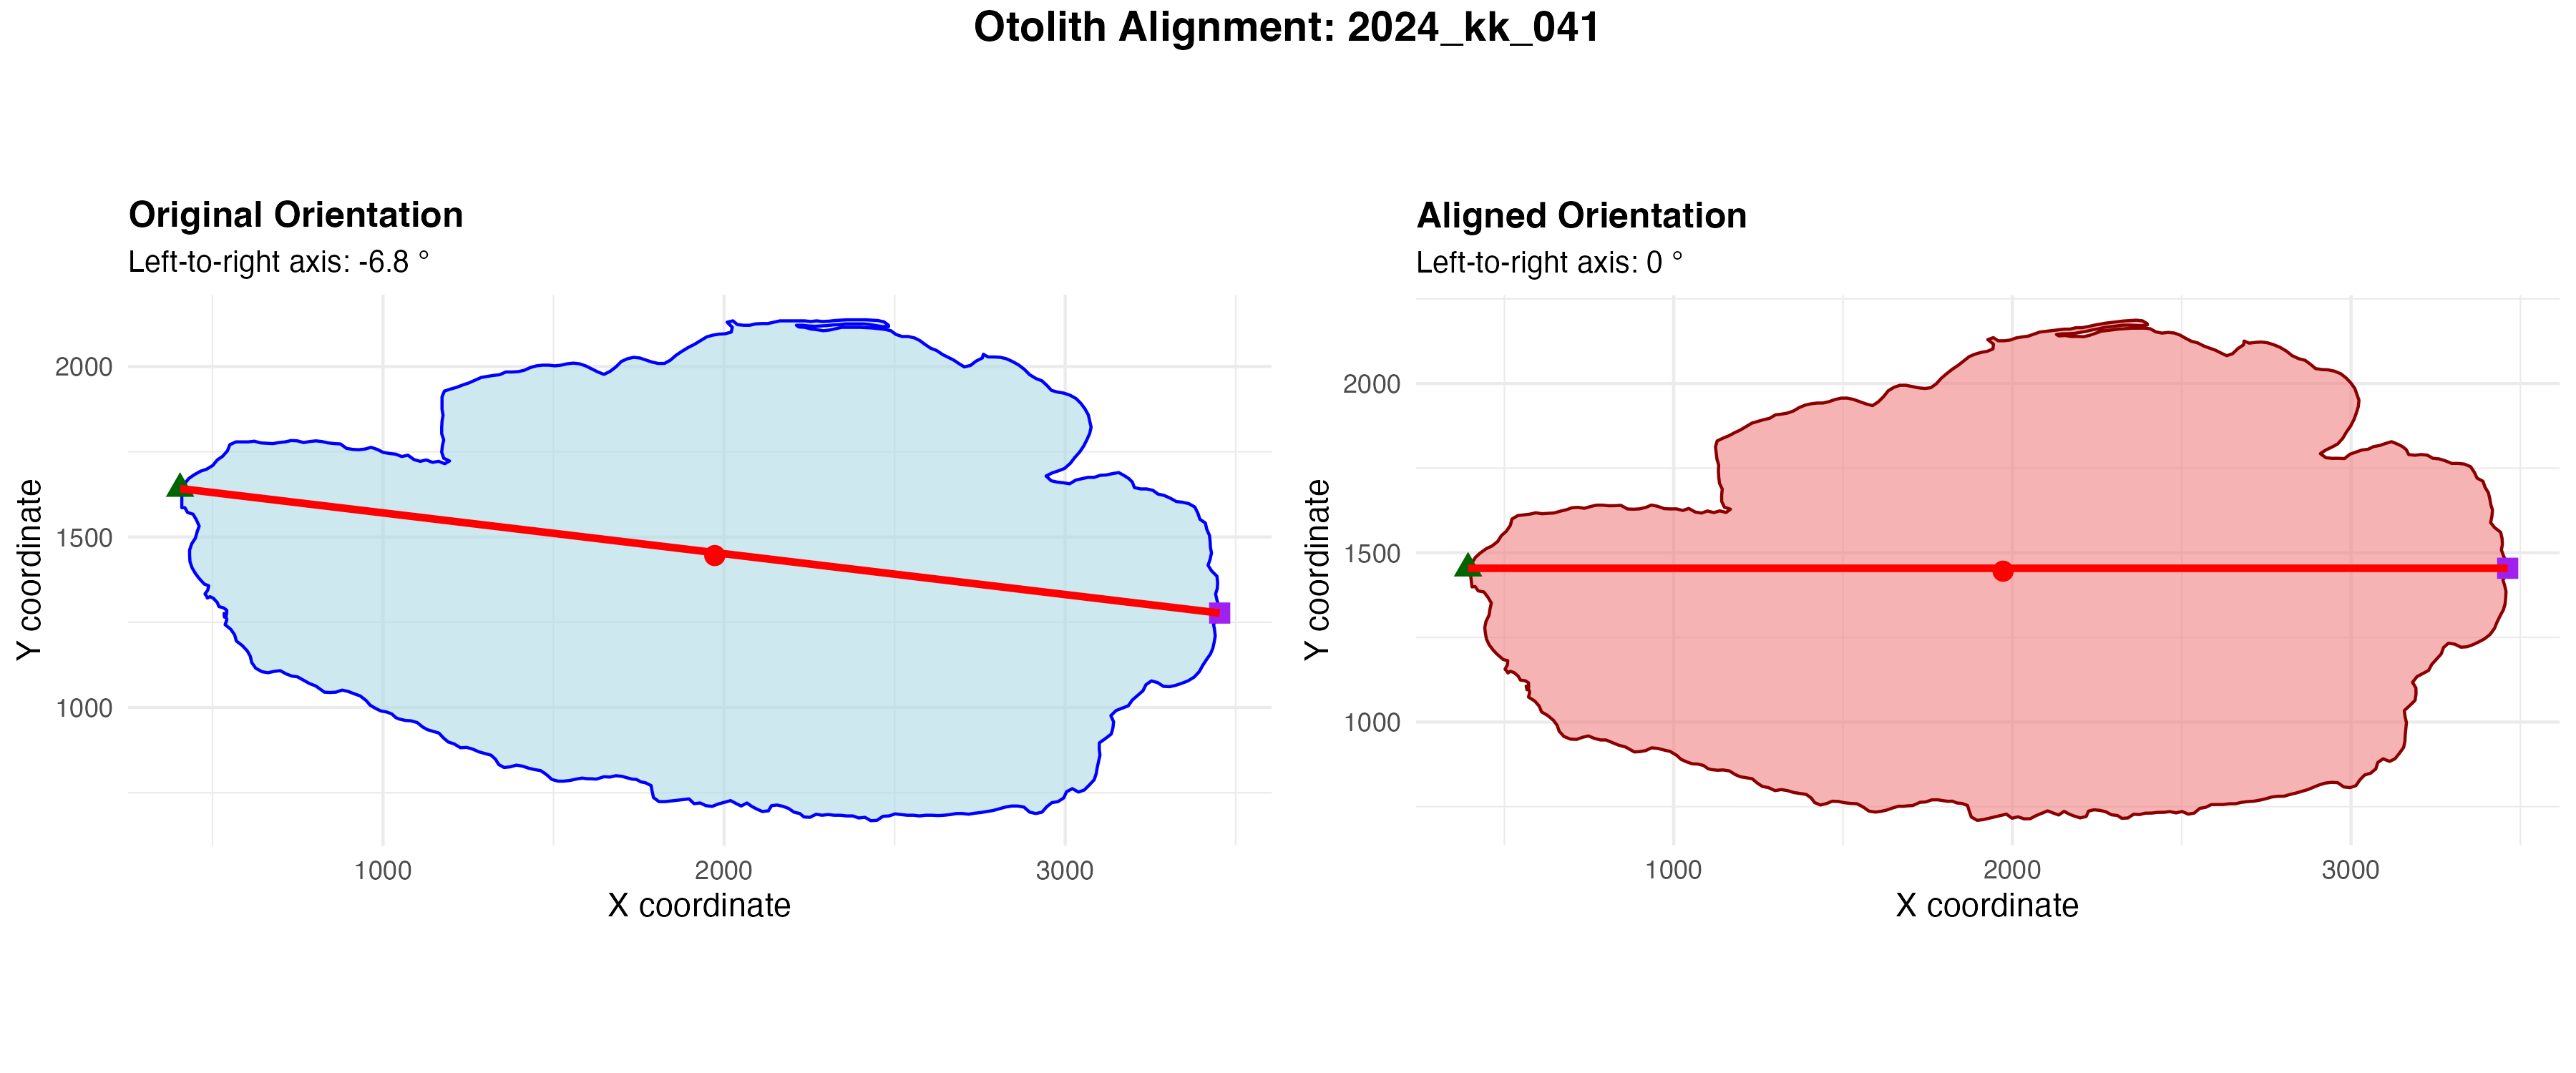 Otolith Alignment: 2024_kk_041
Original Orientation
Left-to-right axis: -6.8 °
2000
1500
1000
Y coordinate
1000 2000 3000
X coordinate
Aligned Orientation
Left-to-right axis: 0 °
2000
1500
1000
Y coordinate
1000 2000 3000
X coordinate